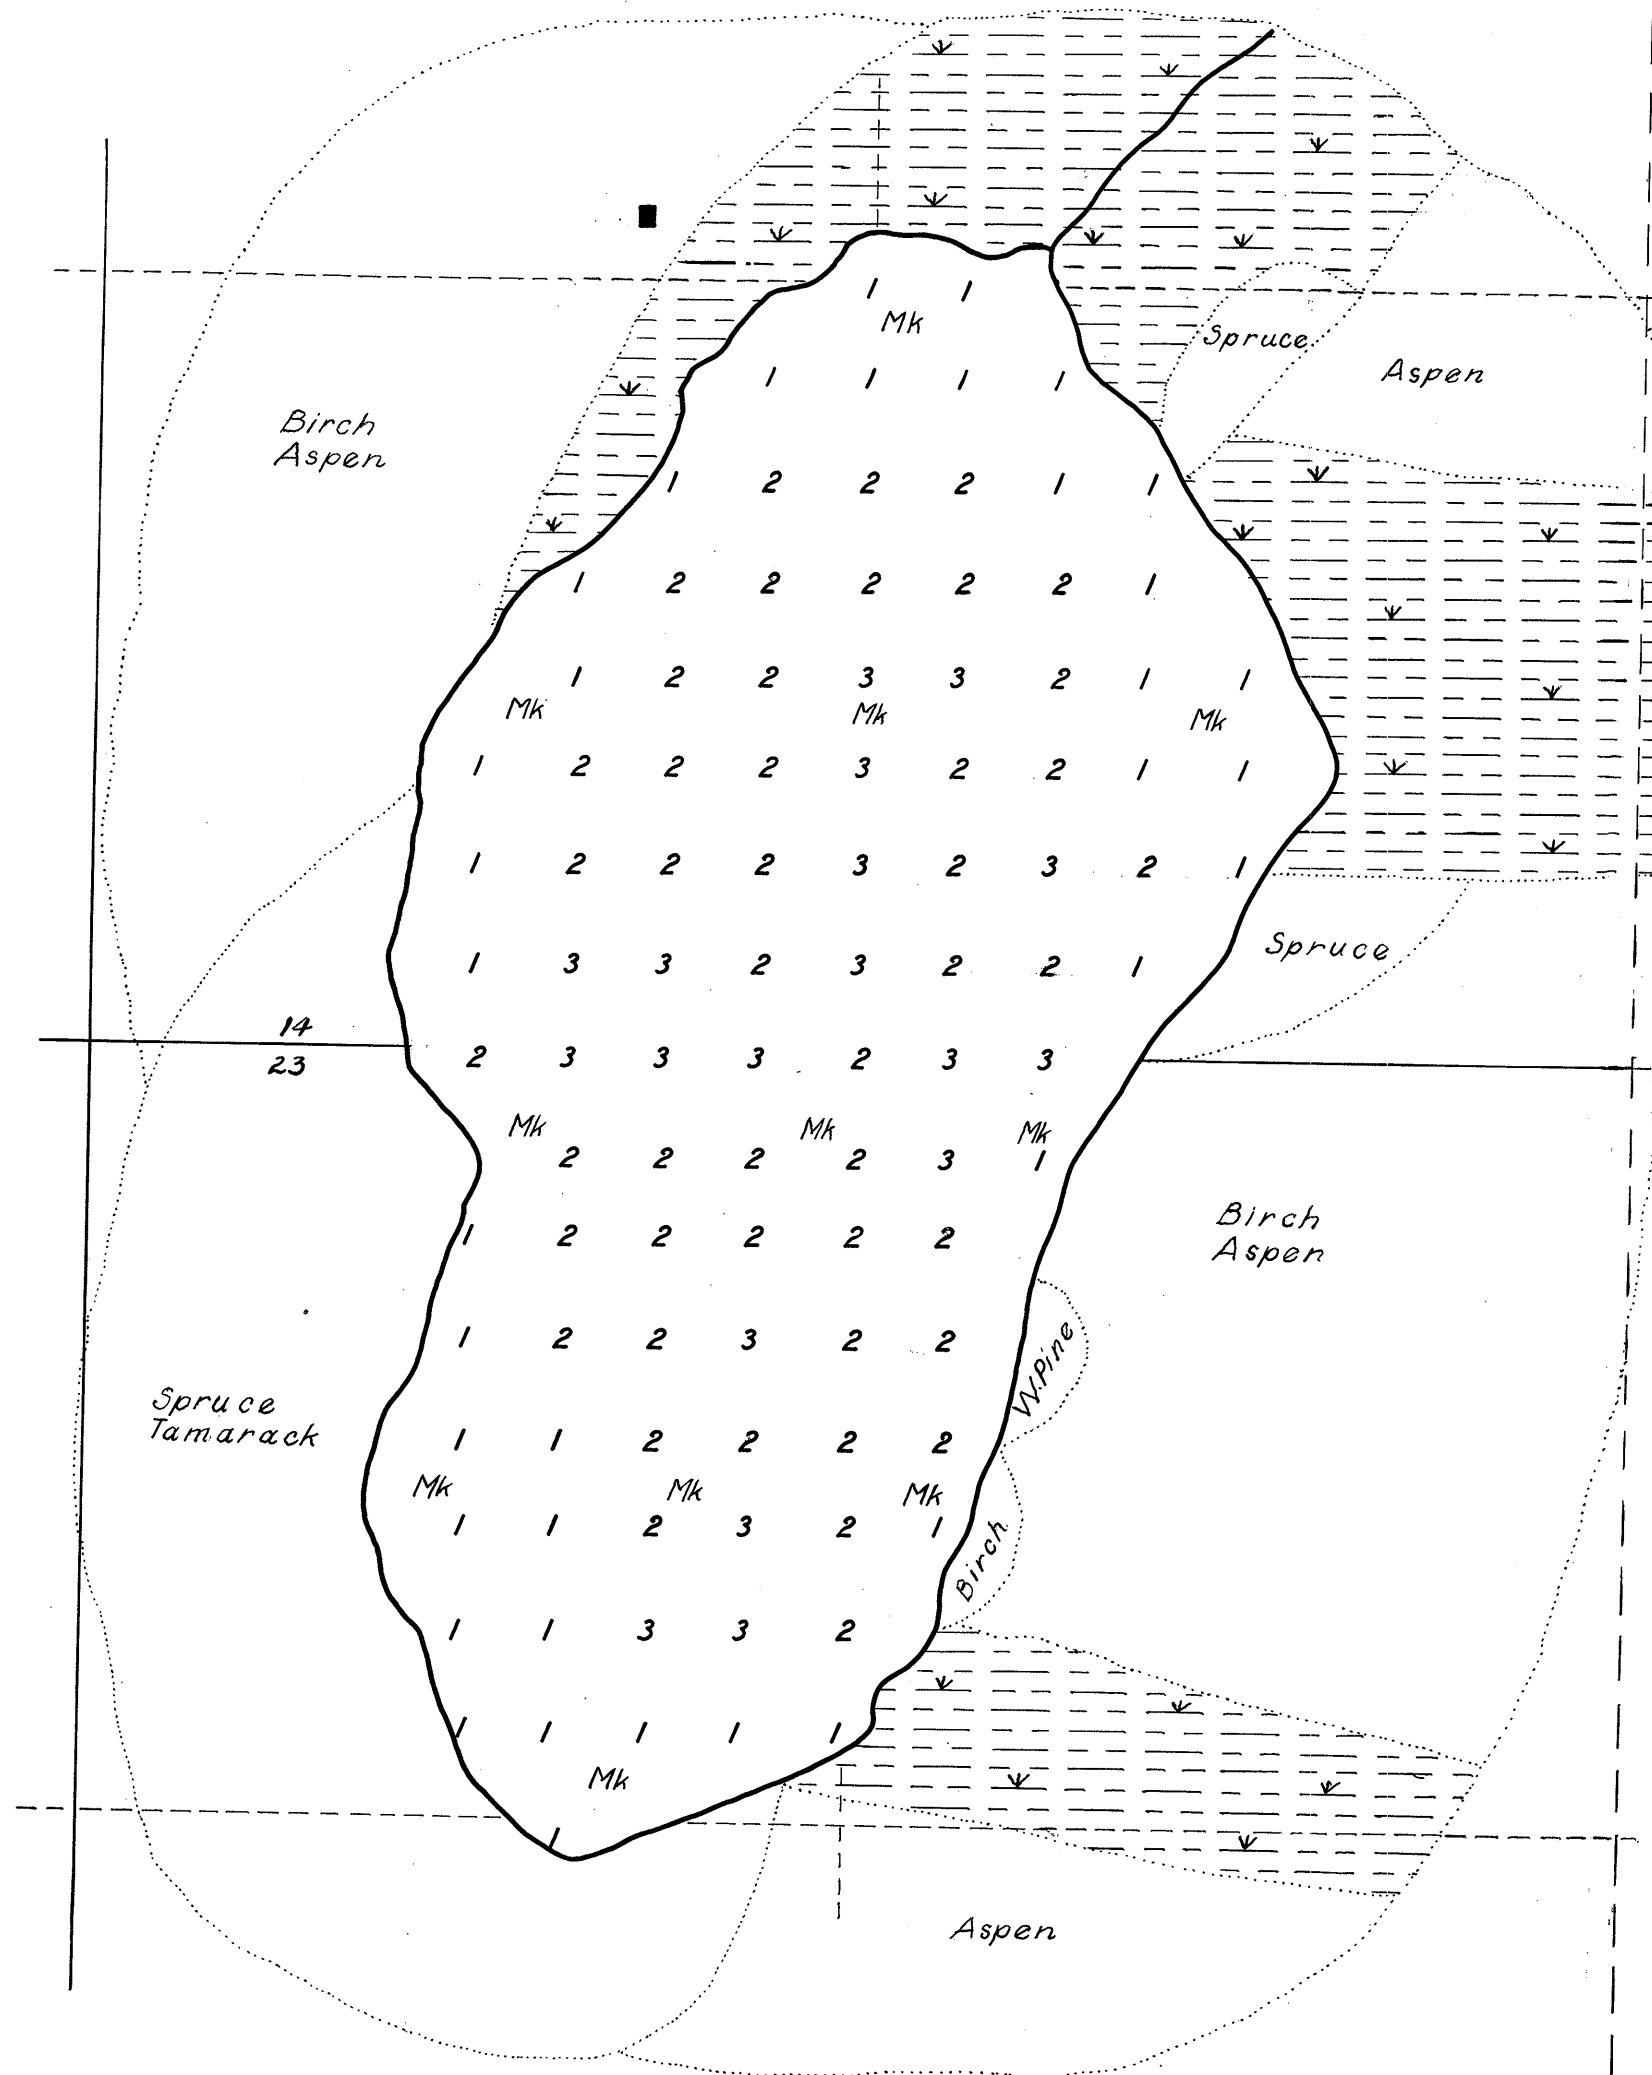 1 1
Mk
Spruce
1 1 1 1
Aspen
Birch
Aspen
1 2 2 2 1 1
1 2 2 2 2 2 1
1 2 2 3 3 2 1 1
Mk Mk Mk
1 2 2 2 3 2 2 1 1
1 2 2 2 3 2 3 2 1
Spruce
1 3 3 2 3 2 2 1
14
23
2 3 3 3 2 3 3
Mk Mk Mk
2 2 2 2 3 1
Birch
Aspen
1 2 2 2 2 2
1 2 2 3 2 2
W.Pine
Spruce
Tamarack
1 1 2 2 2 2
Mk Mk Mk
1 1 2 3 2 1
Birch
1 1 3 3 2
1 1 1 1 1
Mk
1
Aspen